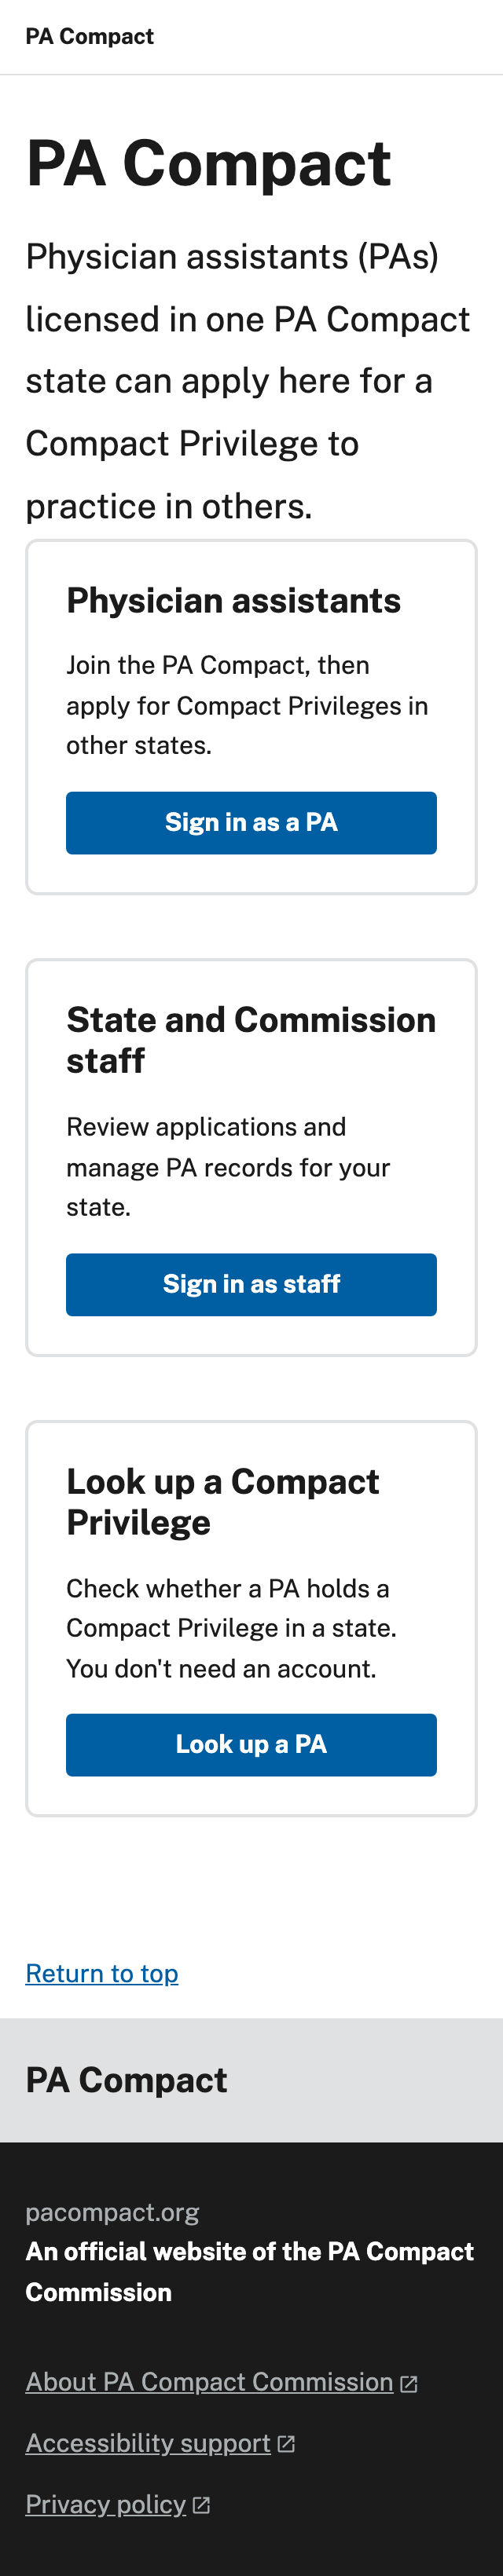 PA Compact
PA Compact
Physician assistants (PAs)
licensed in one PA Compact
state can apply here for a
Compact Privilege to
practice in others.
Physician assistants
Join the PA Compact, then
apply for Compact Privileges in
other states.
Sign in as a PA
State and Commission
staff
Review applications and
manage PA records for your
state.
Sign in as staff
Look up a Compact
Privilege
Check whether a PA holds a
Compact Privilege in a state.
You don't need an account.
Look up a PA
Return to top
PA Compact
pacompact.org
An official website of the PA Compact
Commission
About PA Compact Commission
Accessibility support
Privacy policy